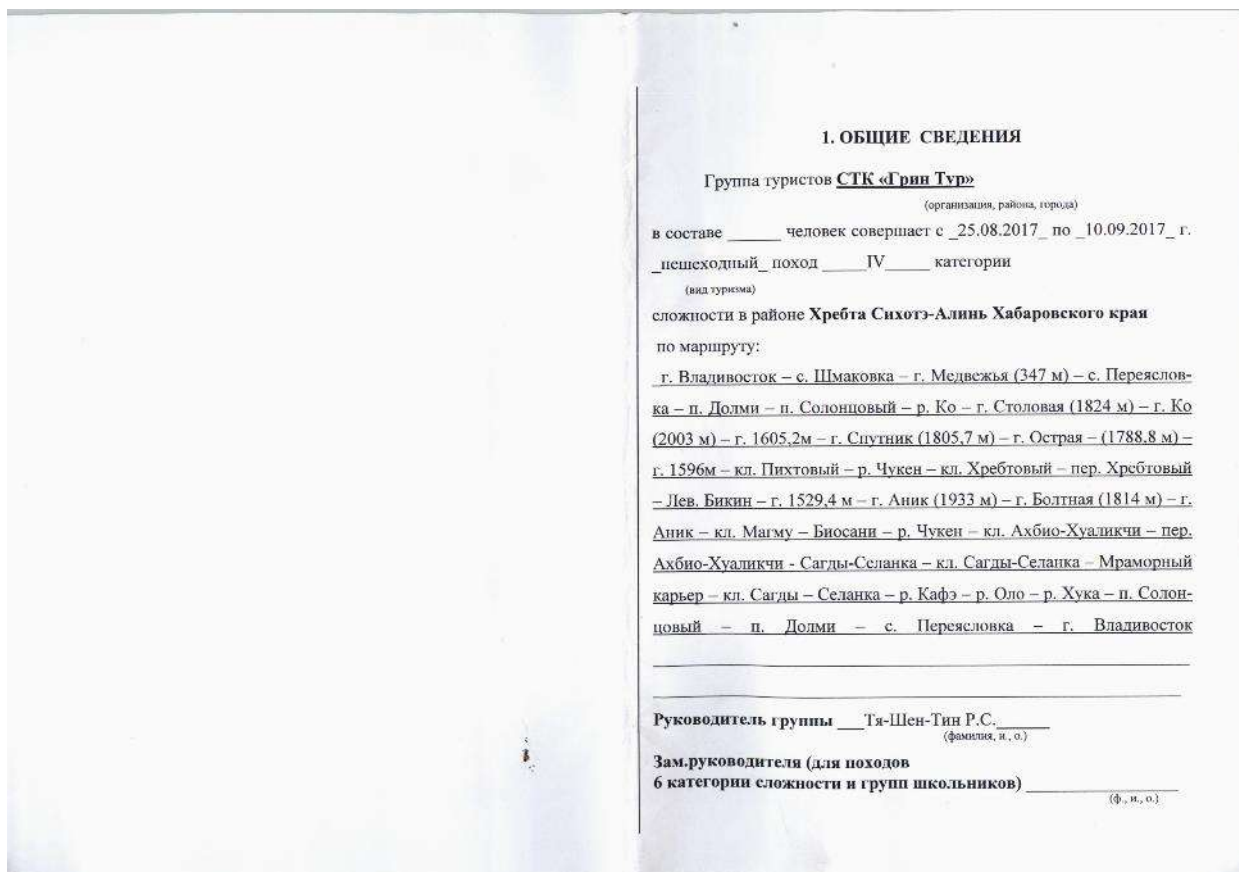 1. ОБЩИЕ СВЕДЕНИЯ
Группа туристов СТК «Грин Тур»
(организация, района, города)
в составе ______ человек совершает с _25.08.2017_ по _10.09.2017_ г.
_пешеходный_ поход _____IV_____ категории
(вид туризма)
сложности в районе Хребта Сихотэ-Алинь Хабаровского края
по маршруту:
г. Владивосток – с. Шмаковка – г. Медвежья (347 м) – с. Переяслов-
ка – п. Долми – п. Солонцовый – р. Ко – г. Столовая (1824 м) – г. Ко
(2003 м) – г. 1605,2м – г. Спутник (1805,7 м) – г. Острая – (1788,8 м) –
г. 1596м – кл. Пихтовый – р. Чукен – кл. Хребтовый – пер. Хребтовый
– Лев. Бикин – г. 1529,4 м – г. Аник (1933 м) – г. Болтная (1814 м) – г.
Аник – кл. Магму – Биосани – р. Чукен – кл. Ахбио-Хуаликчи – пер.
Ахбио-Хуаликчи - Сагды-Селанка – кл. Сагды-Селанка – Мраморный
карьер – кл. Сагды – Селанка – р. Кафэ – р. Оло – р. Хука – п. Солон-
цовый – п. Долми – с. Переясловка – г. Владивосток
Руководитель группы ___Тя-Шен-Тин Р.С.______
(фамилия, и., о.)
Зам.руководителя (для походов
6 категории сложности и групп школьников) ________________
(ф., и., о.)